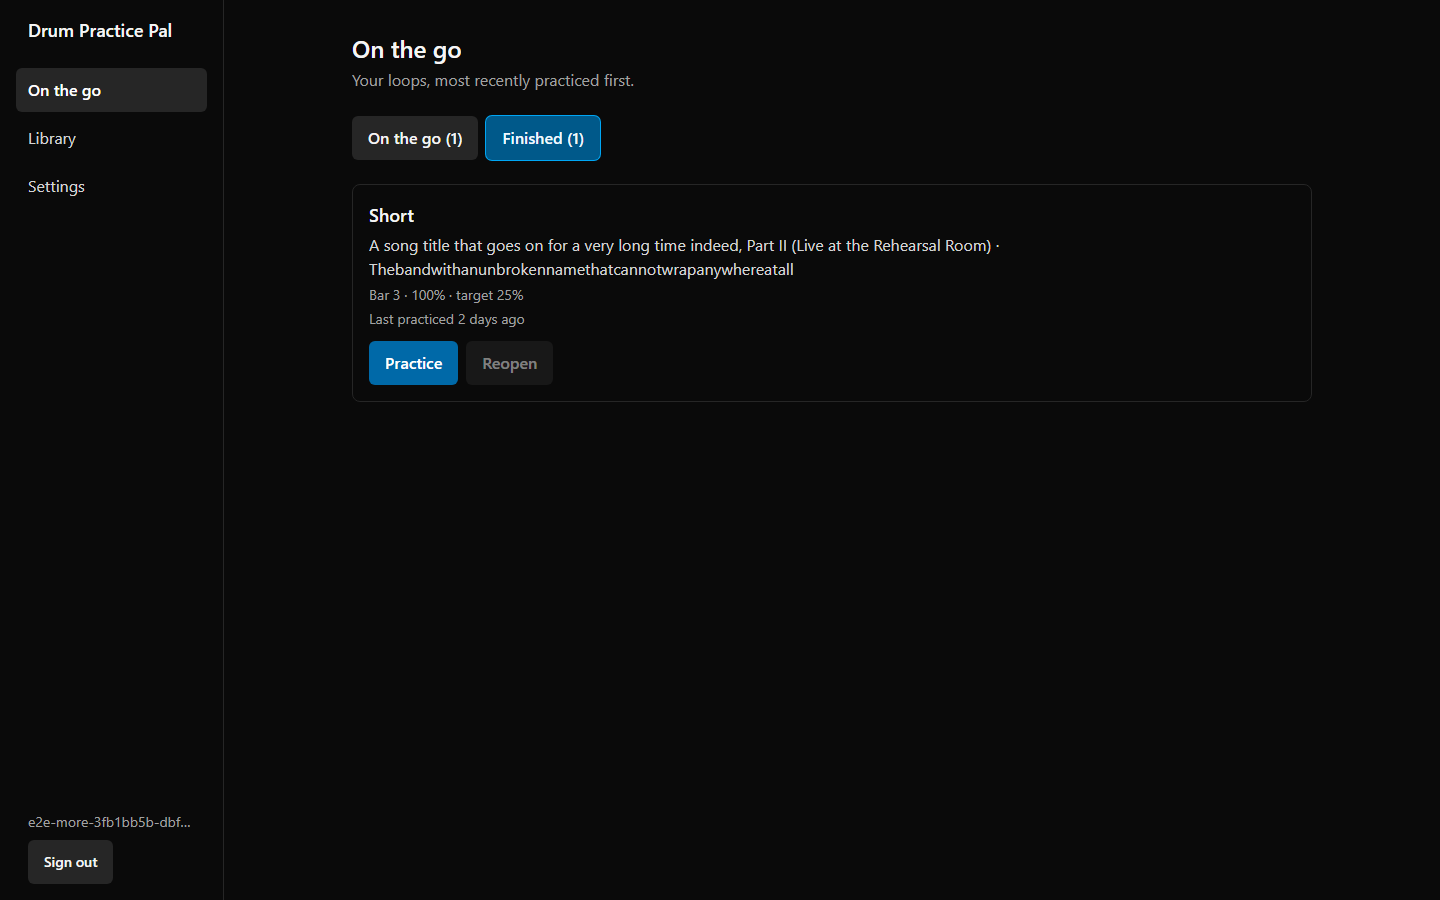 Drum Practice Pal
On the go
Library
Settings
e2e-more-3fb1bb5b-dbf...
Sign out
On the go
Your loops, most recently practiced first.
On the go (1)
Finished (1)
Short
A song title that goes on for a very long time indeed, Part II (Live at the Rehearsal Room) ·
Thebandwithanunbrokennamethatcannotwrapanywhereatall
Bar 3 · 100% · target 25%
Last practiced 2 days ago
Practice
Reopen